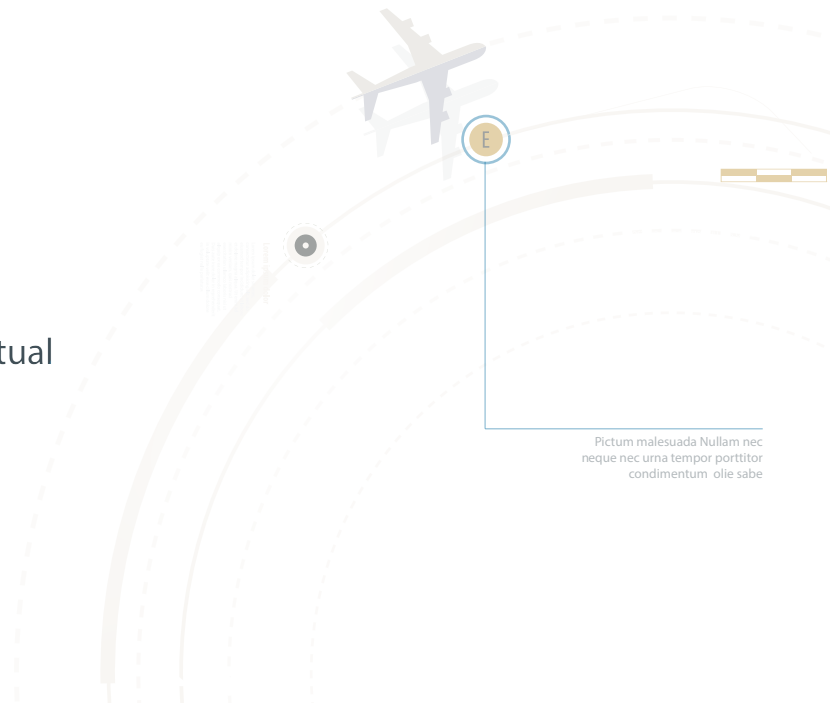 E
tual
Pictum malesuada Nullam nec
neque nec urna tempor porttitor
condimentum olie sabe